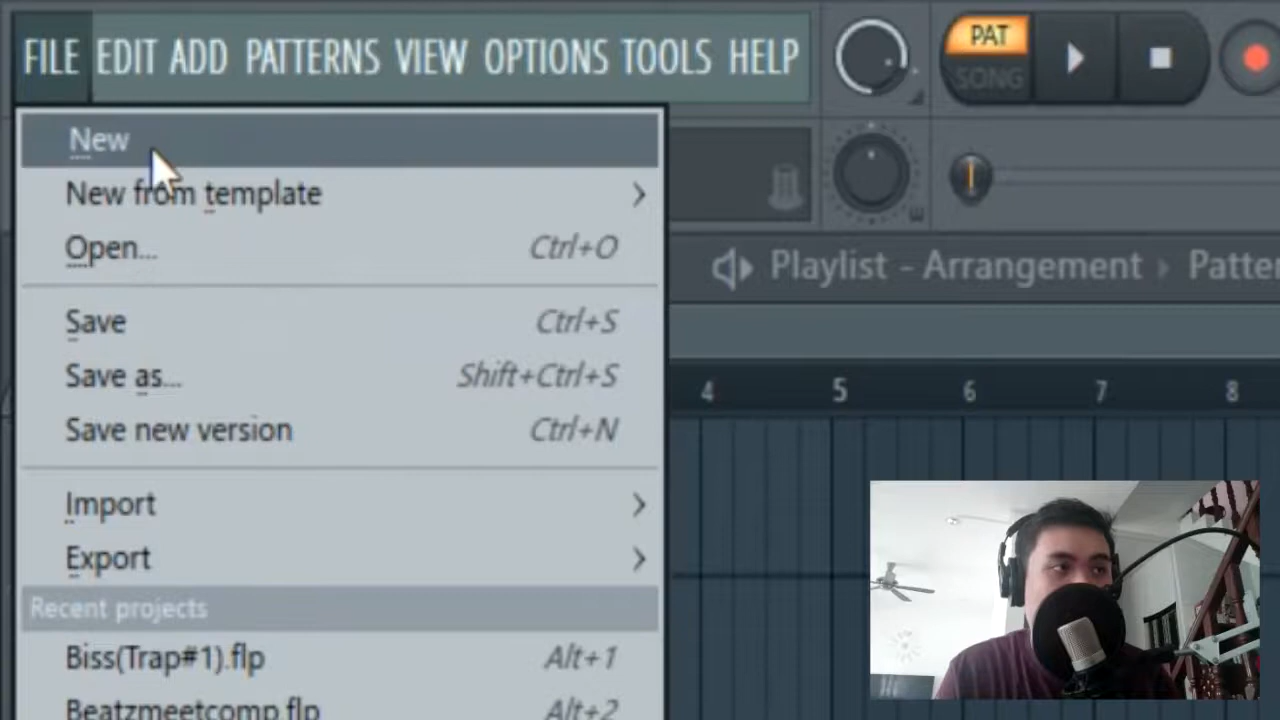 FILE EDIT ADD PATTERNS VIEW OPTIONS TOOLS HELP
PAT
SONG
New
New from template
Open... Ctrl+O
Playlist - Arrangement
Save Ctrl+S
Save as... Shift+Ctrl+S
4 5 6 7 8
Save new version Ctrl+N
Import
Export
Recent projects
Biss(Trap#1).flp Alt+1
Beatzmeetcomp.flp Alt+2